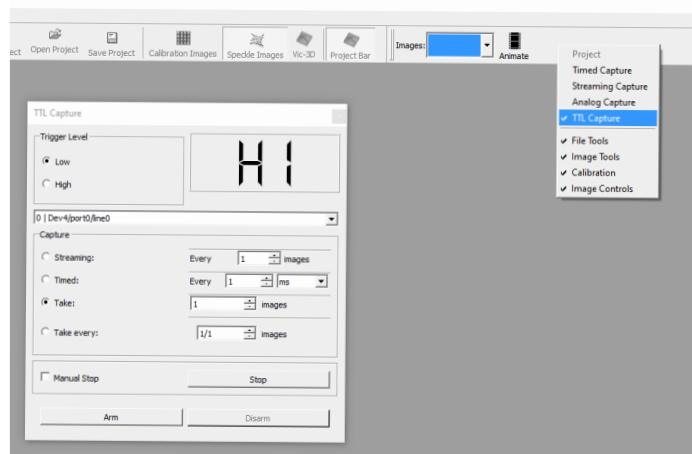 ect Open Project Save Project Calibration Images Speckle Images Vic-3D Project Bar Images: Animate
Project
Timed Capture
Streaming Capture
Analog Capture
TTL Capture
File Tools
Image Tools
Calibration
Image Controls
TTL Capture
Trigger Level
Low
High
HI
0 | Dev4/port0/line0
Capture
Streaming: Every 1 images
Timed: Every 1 ms
Take: 1 images
Take every: 1/1 images
Manual Stop Stop
Arm Disarm